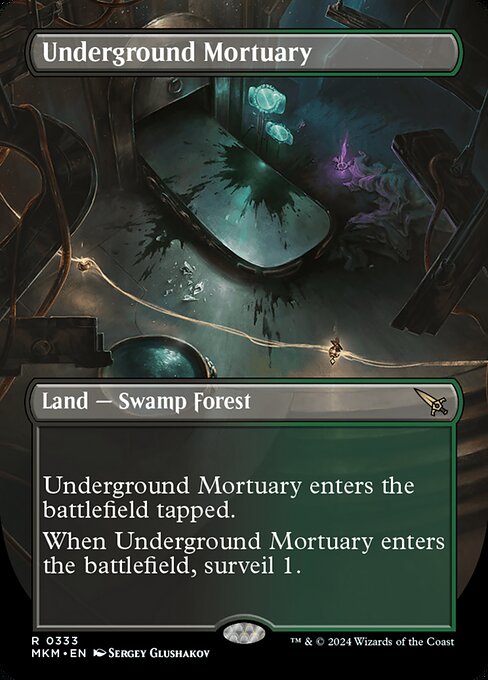 Underground Mortuary
Land — Swamp Forest
Underground Mortuary enters the
battlefield tapped.
When Underground Mortuary enters
the battlefield, surveil 1.
R 0333
MKM • EN Sergey Glushakov
™ & © 2024 Wizards of the Coast